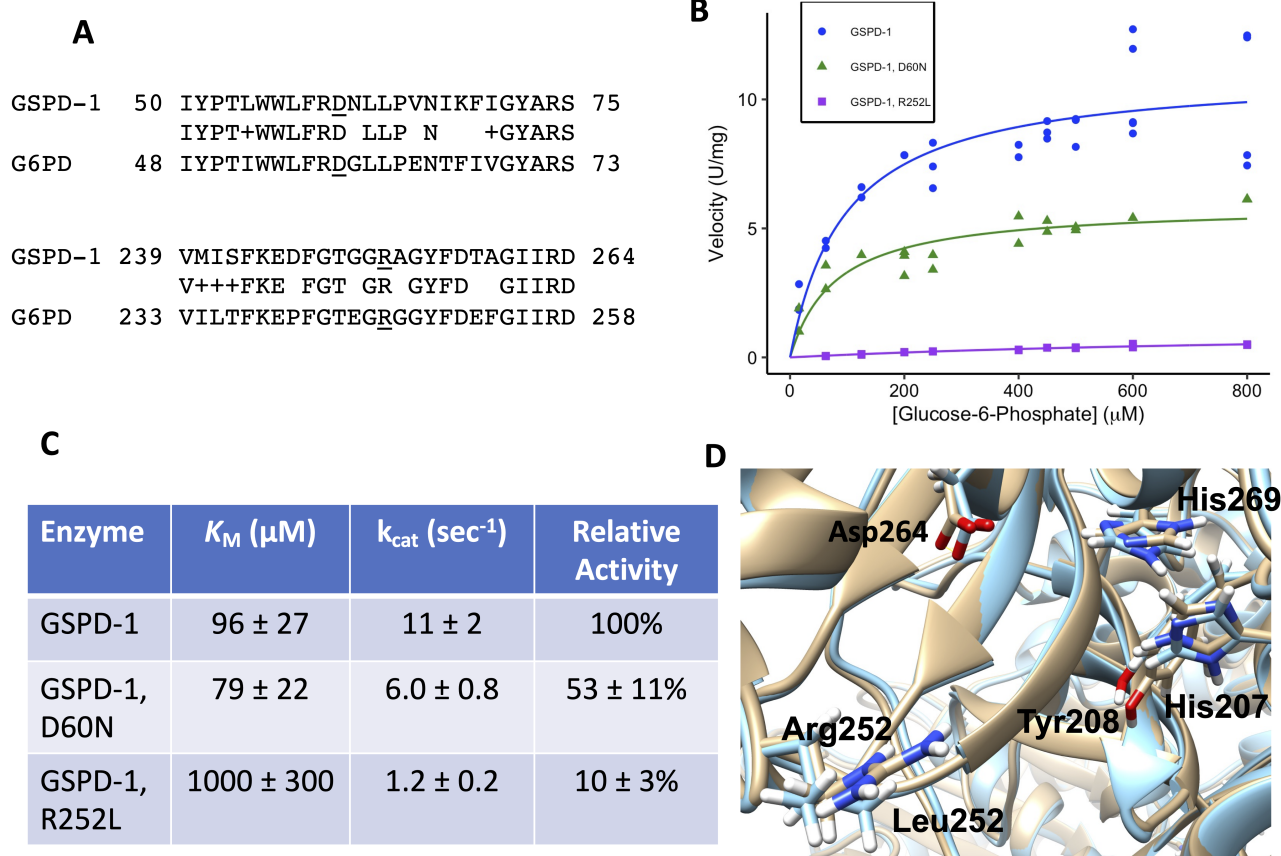 A
GSPD-1 50 IYPTLWWLFRDNLLPVNIKFIGYARS 75
IYPT+WWLFRD LLP N +GYARS
G6PD 48 IYPTIWWLFRDGLLPENTFIVGYARS 73
GSPD-1 239 VMISFKEDFGTGGRAGYFDTAGIIRD 264
V+++FKE FGT GR GYFD GIIRD
G6PD 233 VILTFKEPFGTEGRGGYFDEFGIIRD 258
B
GSPD-1
GSPD-1, D60N
GSPD-1, R252L
Velocity (U/mg)
10
5
0
0 200 400 600 800
[Glucose-6-Phosphate] (μM)
C
Enzyme KM (μM) kcat (sec-1) Relative
Activity
GSPD-1 96 ± 27 11 ± 2 100%
GSPD-1,
D60N 79 ± 22 6.0 ± 0.8 53 ± 11%
GSPD-1,
R252L 1000 ± 300 1.2 ± 0.2 10 ± 3%
D
His269
Asp264
His207
Tyr208
Arg252
Leu252